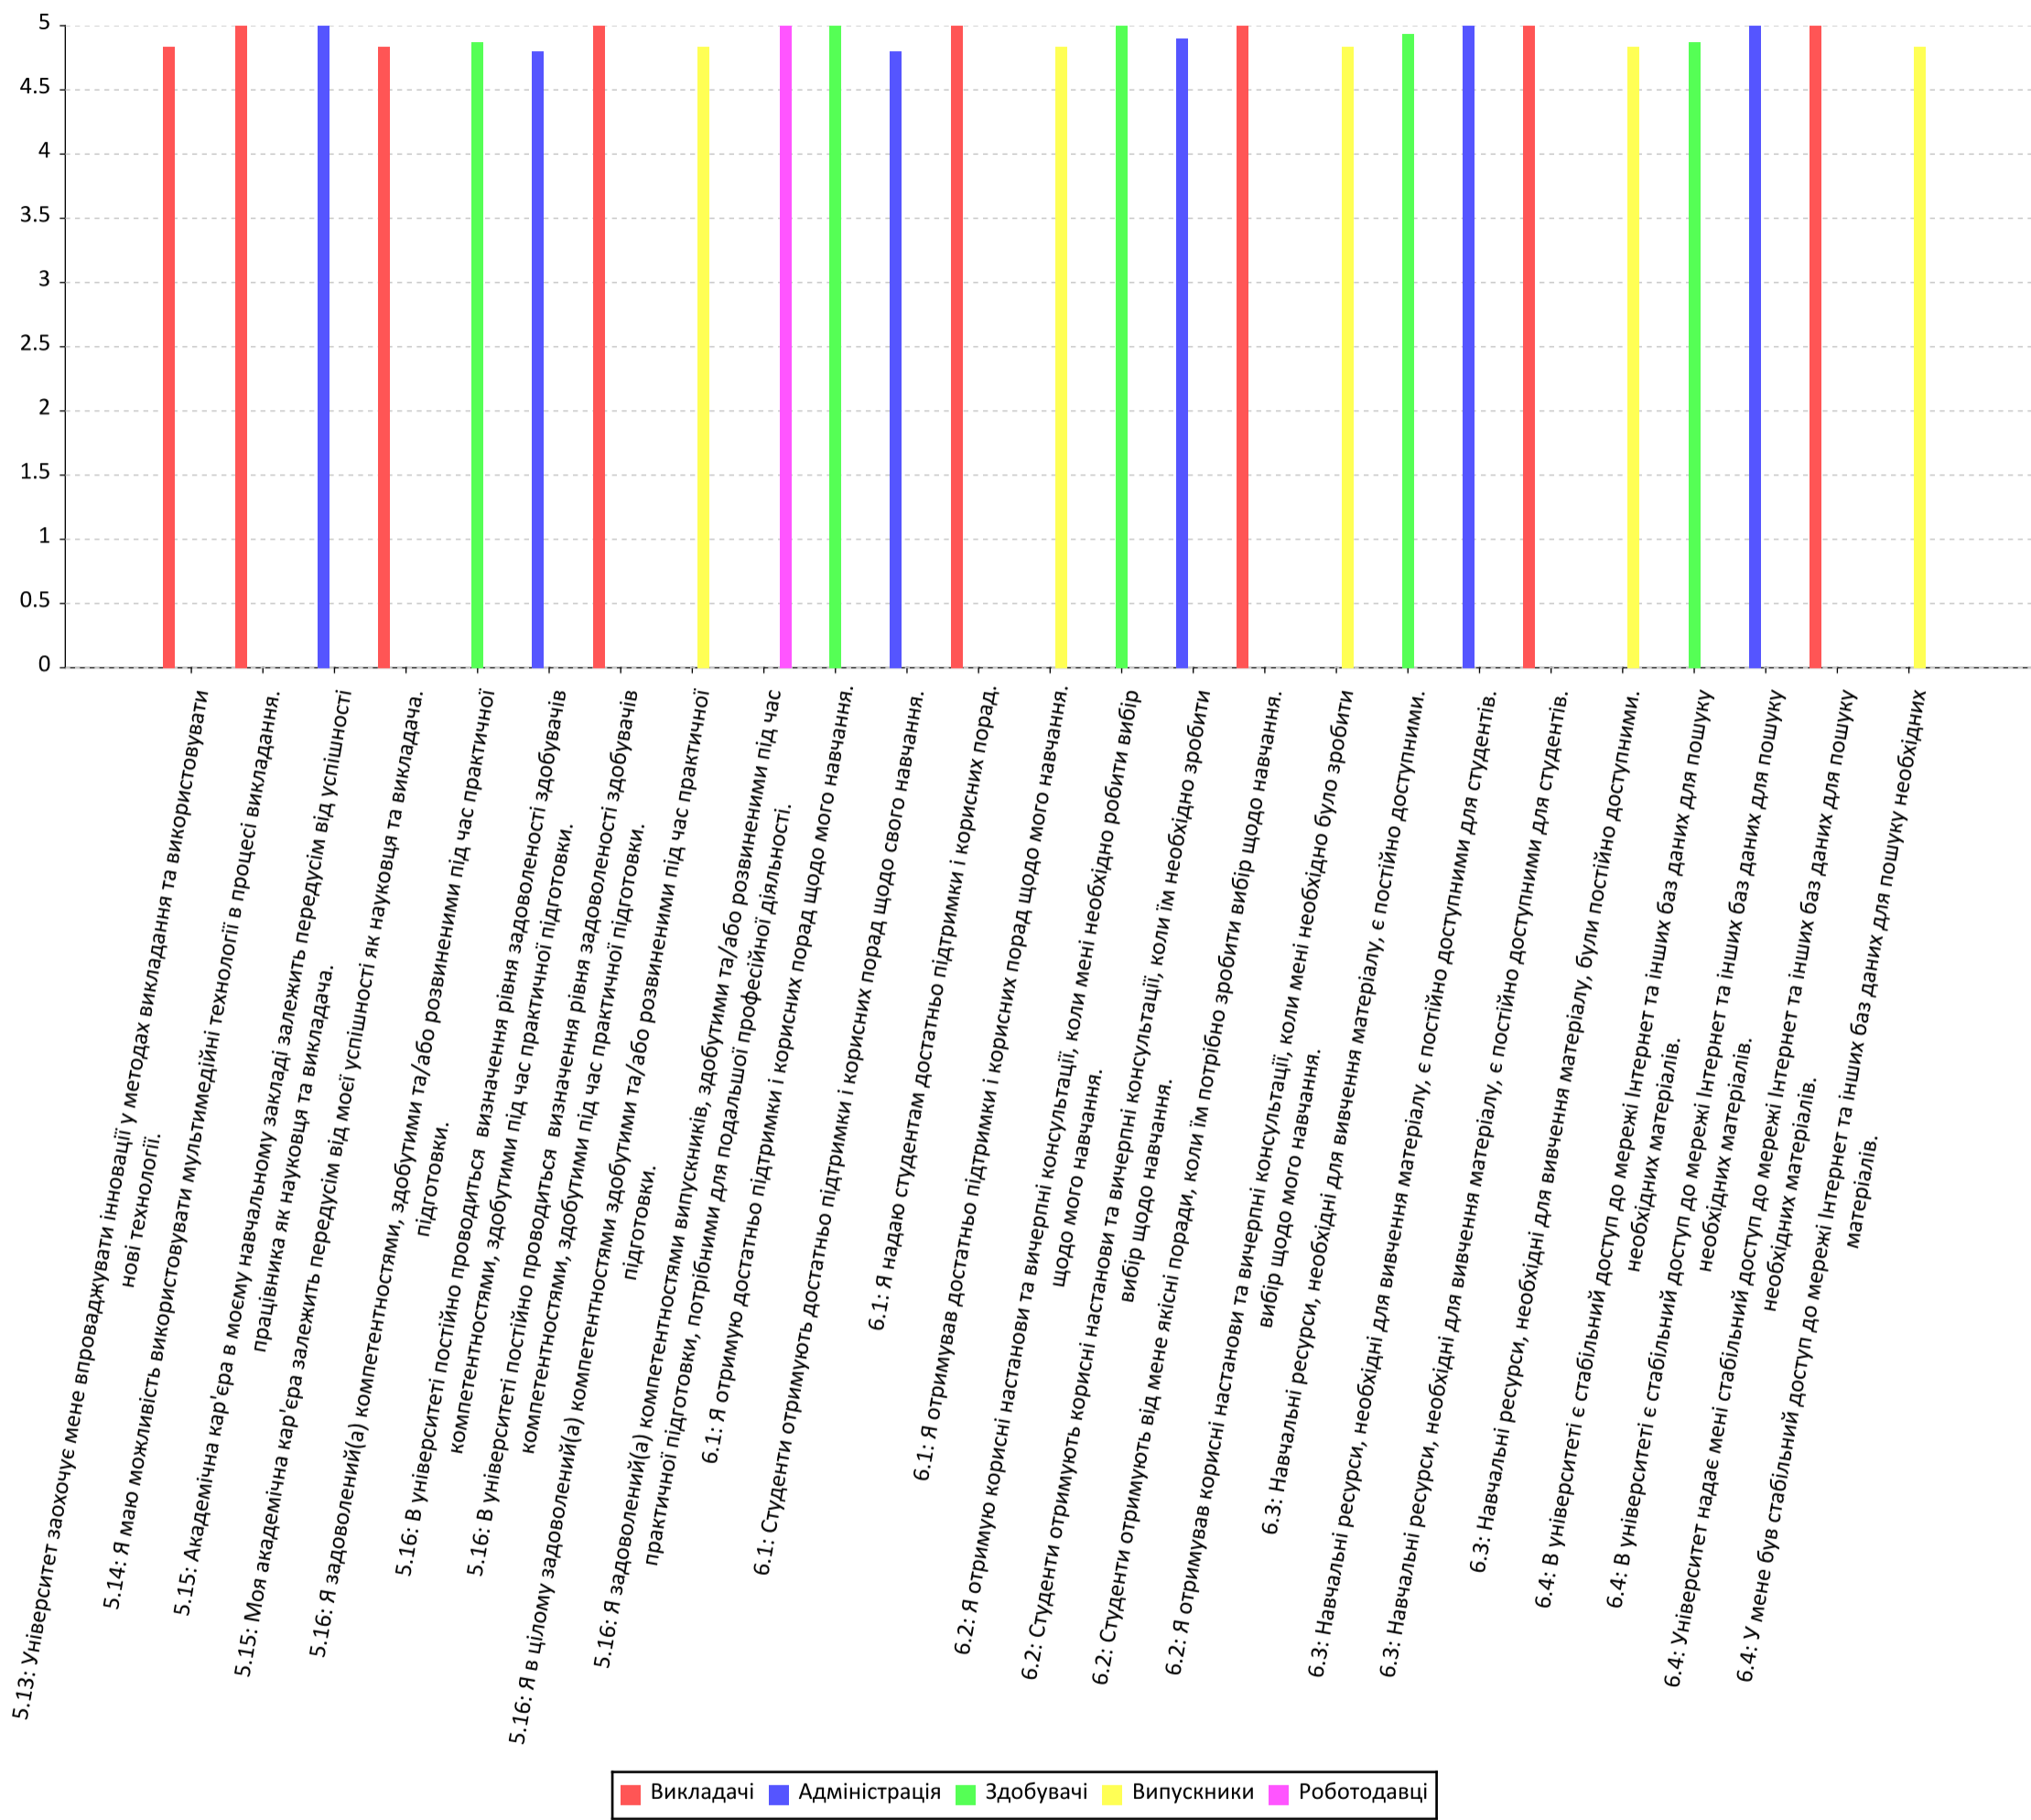 5
4.5
4
3.5
3
2.5
2
1.5
1
0.5
0
5.13: Університет заохочує мене впроваджувати інновації у методах викладання та використовувати
нові технології.
5.14: Я маю можливість використовувати мультимедійні технології в процесі викладання.
5.15: Академічна кар'єра в моєму навчальному закладі залежить передусім від успішності
працівника як науковця та викладача.
5.15: Моя академічна кар'єра залежить передусім від моєї успішності як науковця та викладача.
5.16: Я задоволений(а) компетентностями, здобутими та/або розвиненими під час практичної
підготовки.
5.16: В університеті постійно проводиться визначення рівня задоволеності здобувачів
компетентностями, здобутими під час практичної підготовки.
5.16: В університеті постійно проводиться визначення рівня задоволеності здобувачів
компетентностями, здобутими під час практичної підготовки.
5.16: Я в цілому задоволений(а) компетентностями здобутими та/або розвиненими під час практичної
підготовки.
5.16: Я задоволений(а) компетентностями випускників, здобутими та/або розвиненими під час
практичної підготовки, потрібними для подальшої професійної діяльності.
6.1: Я отримую достатньо підтримки і корисних порад щодо мого навчання.
6.1: Студенти отримують достатньо підтримки і корисних порад щодо свого навчання.
6.1: Я надаю студентам достатньо підтримки і корисних порад.
6.1: Я отримував достатньо підтримки і корисних порад щодо мого навчання.
6.2: Я отримую корисні настанови та вичерпні консультації, коли мені необхідно робити вибір
щодо мого навчання.
6.2: Студенти отримують корисні настанови та вичерпні консультації, коли їм необхідно зробити
вибір щодо навчання.
6.2: Студенти отримують від мене якісні поради, коли їм потрібно зробити вибір щодо навчання.
6.2: Я отримував корисні настанови та вичерпні консультації, коли мені необхідно було зробити
вибір щодо мого навчання.
6.3: Навчальні ресурси, необхідні для вивчення матеріалу, є постійно доступними.
6.3: Навчальні ресурси, необхідні для вивчення матеріалу, є постійно доступними для студентів.
6.3: Навчальні ресурси, необхідні для вивчення матеріалу, є постійно доступними для студентів.
6.3: Навчальні ресурси, необхідні для вивчення матеріалу, були постійно доступними.
6.4: В університеті є стабільний доступ до мережі Інтернет та інших баз даних для пошуку
необхідних матеріалів.
6.4: В університеті є стабільний доступ до мережі Інтернет та інших баз даних для пошуку
необхідних матеріалів.
6.4: Університет надає мені стабільний доступ до мережі Інтернет та інших баз даних для пошуку
необхідних матеріалів.
6.4: У мене був стабільний доступ до мережі Інтернет та інших баз даних для пошуку необхідних
матеріалів.
Викладачі Адміністрація Здобувачі Випускники Роботодавці